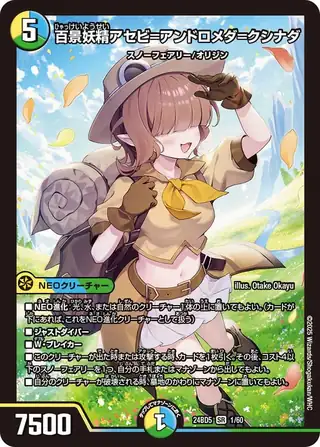 5
ひゃっけいようせい
百景妖精アセビーアンドロメダ=クシナダ
スノーフェアリー/オリジン
illus. Otake Okayu
NEOクリーチャー
■NEO進化:光、水、または自然のクリーチャー1体の上に置いてもよい。(カードが
下にあれば、これをNEO進化クリーチャーとして扱う)
■ジャストダイバー
■W・ブレイカー
■このクリーチャーが出た時または攻撃する時、カードを1枚引く。その後、コスト4以
下のスノーフェアリーを1つ、自分の手札またはマナゾーンから出してもよい。
■自分のクリーチャーが破壊される時、墓地のかわりにマナゾーンに置いてもよい。
7500
1
24BD5 SR 1/60